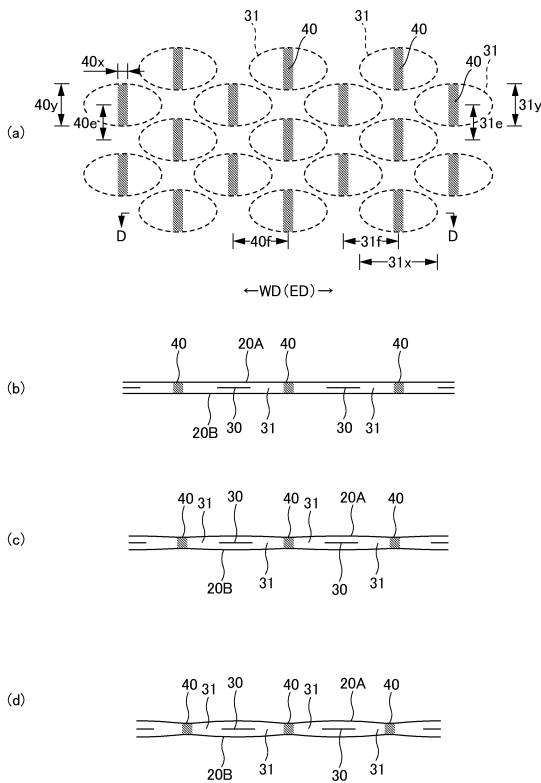 31 40 31 40 31
40x 40
40y 31y
40e 31e
(a)
D D
40f 31f
31x
←WD(ED)→
40 20A 40 40
(b)
20B 30 31 30 31
40 31 30 40 31 20A 40
(c)
20B 31 30 31
40 31 30 40 31 20A 40
(d)
20B 31 30 31